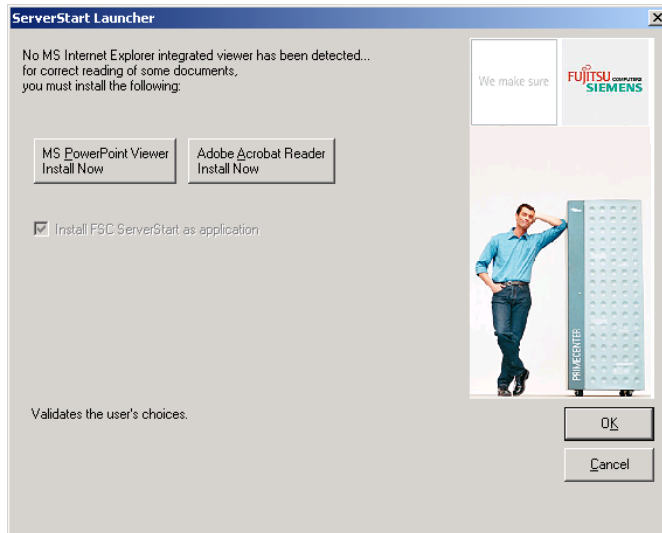 ServerStart Launcher
No MS Internet Explorer integrated viewer has been detected...
for correct reading of some documents,
you must install the following:
We make sure
FUJITSU COMPUTERS
SIEMENS
MS PowerPoint Viewer
Install Now
Adobe Acrobat Reader
Install Now
Install FSC ServerStart as application
PRIMECENTER
Validates the user's choices.
OK
Cancel